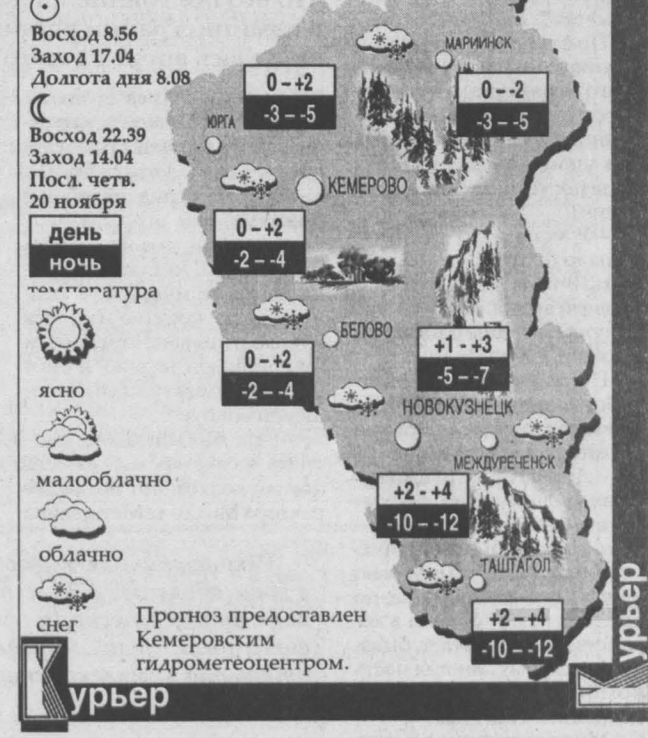 Восход 8.56
Заход 17.04
Долгота дня 8.08
Восход 22.39
Заход 14.04
Посл. четв.
20 ноября
день
ночь
температура
ясно
малооблачно
облачно
снег
МАРИИНСК
0 – +2
-3 – -5
0 – -2
-3 – -5
ЮРГА
КЕМЕРОВО
0 – +2
-2 – -4
БЕЛОВО
0 – +2
-2 – -4
+1 - +3
-5 – -7
НОВОКУЗНЕЦК
МЕЖДУРЕЧЕНСК
+2 - +4
-10 – -12
ТАШТАГОЛ
+2 – +4
-10 – -12
Прогноз предоставлен
Кемеровским
гидрометеоцентром.
Курьер
урьер